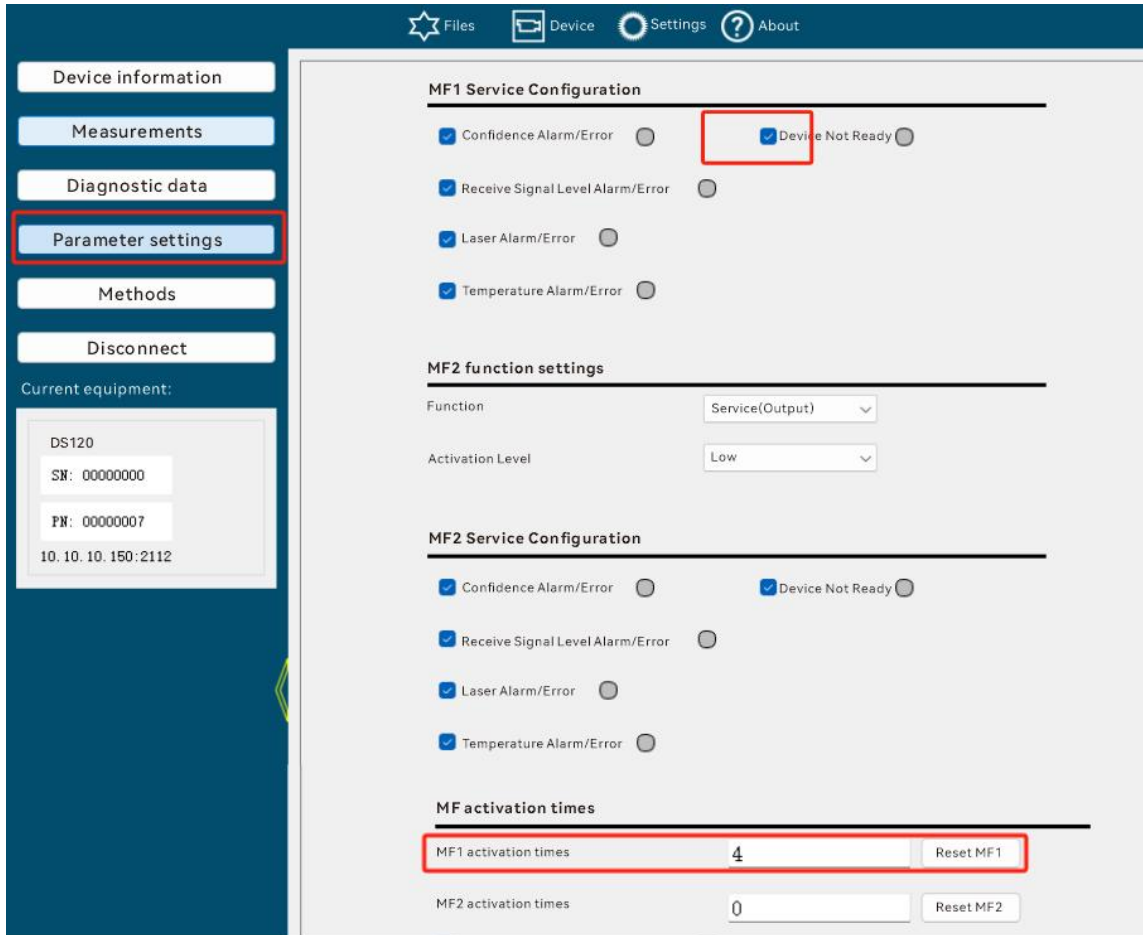 Files Device Settings ? About
Device information
Measurements
Diagnostic data
Parameter settings
Methods
Disconnect
Current equipment:
DS120
SN: 00000000
PN: 00000007
10.10.10.150:2112
MF1 Service Configuration
Confidence Alarm/Error Device Not Ready
Receive Signal Level Alarm/Error
Laser Alarm/Error
Temperature Alarm/Error
MF2 function settings
Function Service(Output)
Activation Level Low
MF2 Service Configuration
Confidence Alarm/Error Device Not Ready
Receive Signal Level Alarm/Error
Laser Alarm/Error
Temperature Alarm/Error
MF activation times
MF1 activation times 4 Reset MF1
MF2 activation times 0 Reset MF2